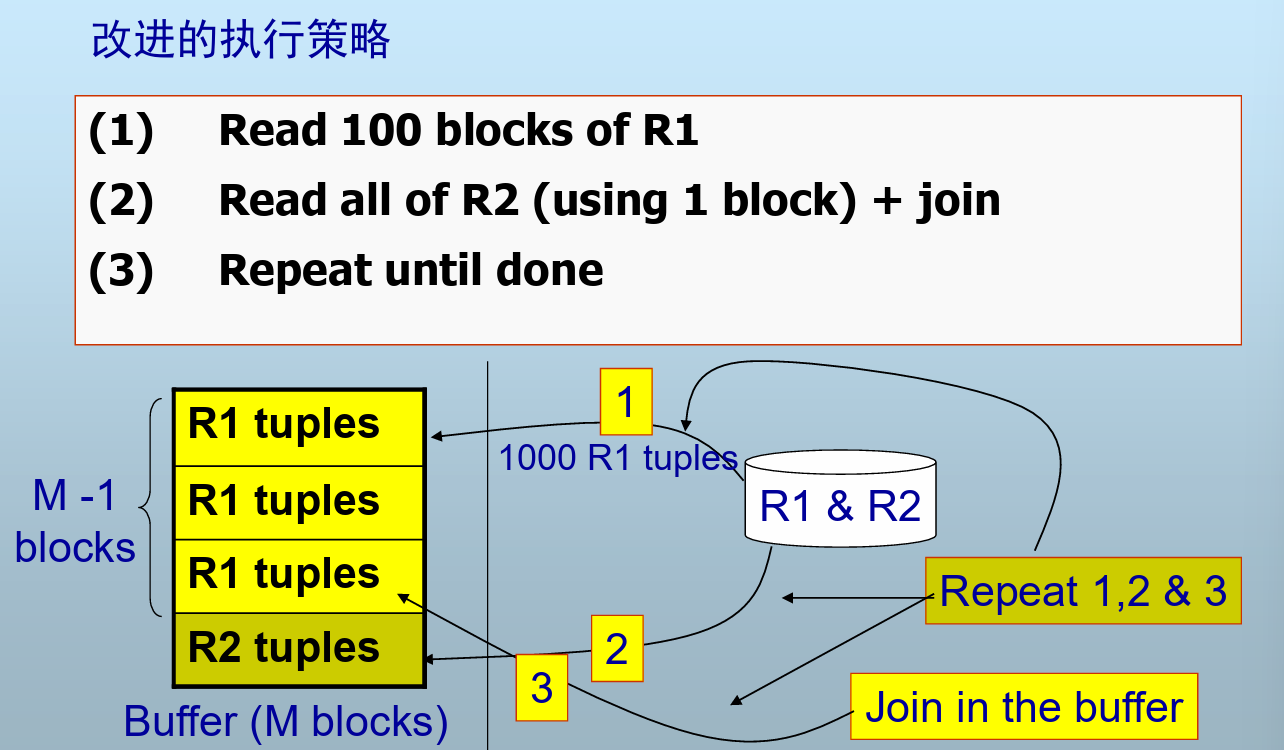 改进的执行策略
(1) Read 100 blocks of R1
(2) Read all of R2 (using 1 block) + join
(3) Repeat until done
R1 tuples
R1 tuples
R1 tuples
R2 tuples
M -1
blocks
Buffer (M blocks)
1
1000 R1 tuples
R1 & R2
Repeat 1,2 & 3
2
3
Join in the buffer